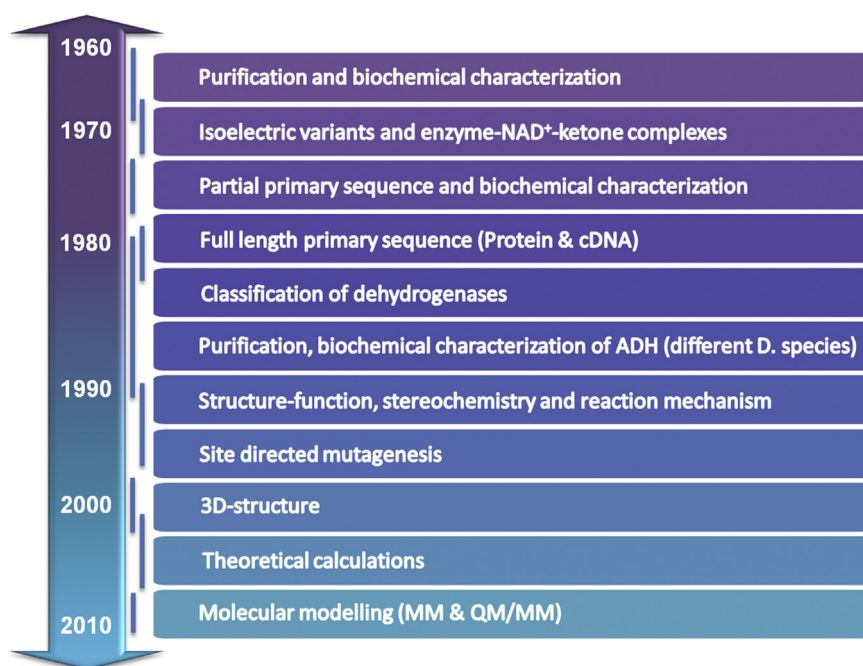 1960
Purification and biochemical characterization
1970
Isoelectric variants and enzyme-NAD⁺-ketone complexes
Partial primary sequence and biochemical characterization
1980
Full length primary sequence (Protein & cDNA)
Classification of dehydrogenases
Purification, biochemical characterization of ADH (different D. species)
1990
Structure-function, stereochemistry and reaction mechanism
Site directed mutagenesis
2000
3D-structure
Theoretical calculations
Molecular modelling (MM & QM/MM)
2010